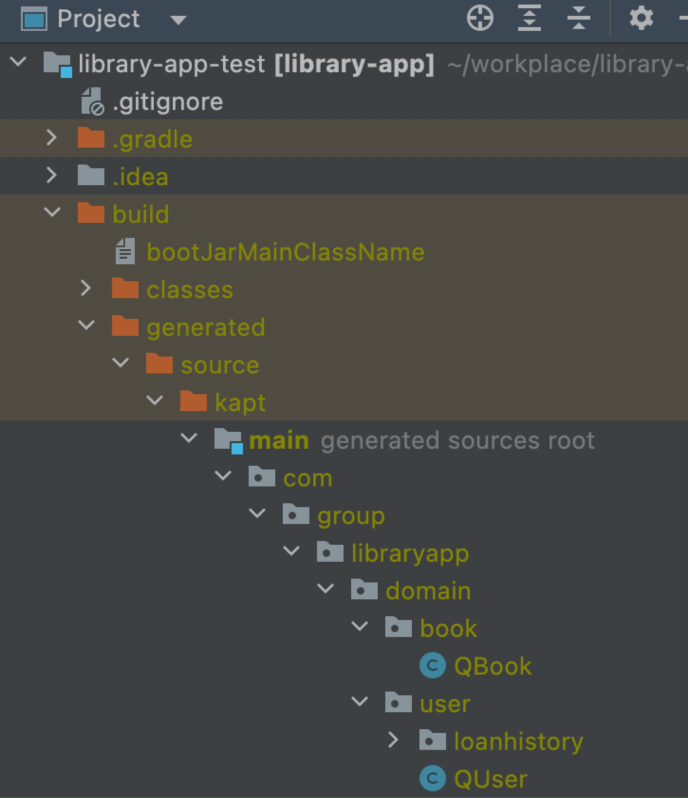 Project
library-app-test [library-app] ~/workplace/library-
.gitignore
.gradle
.idea
build
bootJarMainClassName
classes
generated
source
kapt
main generated sources root
com
group
libraryapp
domain
book
QBook
user
loanhistory
QUser